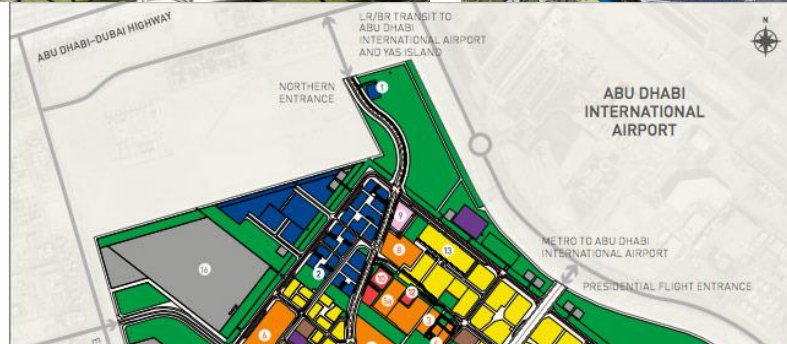 ABU DHABI-DUBAI HIGHWAY
LR/BR TRANSIT TO
ABU DHABI
INTERNATIONAL AIRPORT
AND YAS ISLAND
N
NORTHERN
ENTRANCE
1
ABU DHABI
INTERNATIONAL
AIRPORT
9
METRO TO ABU DHABI
INTERNATIONAL AIRPORT
8
13
16
2
10
PRESIDENTIAL FLIGHT ENTRANCE
12
3
6
E